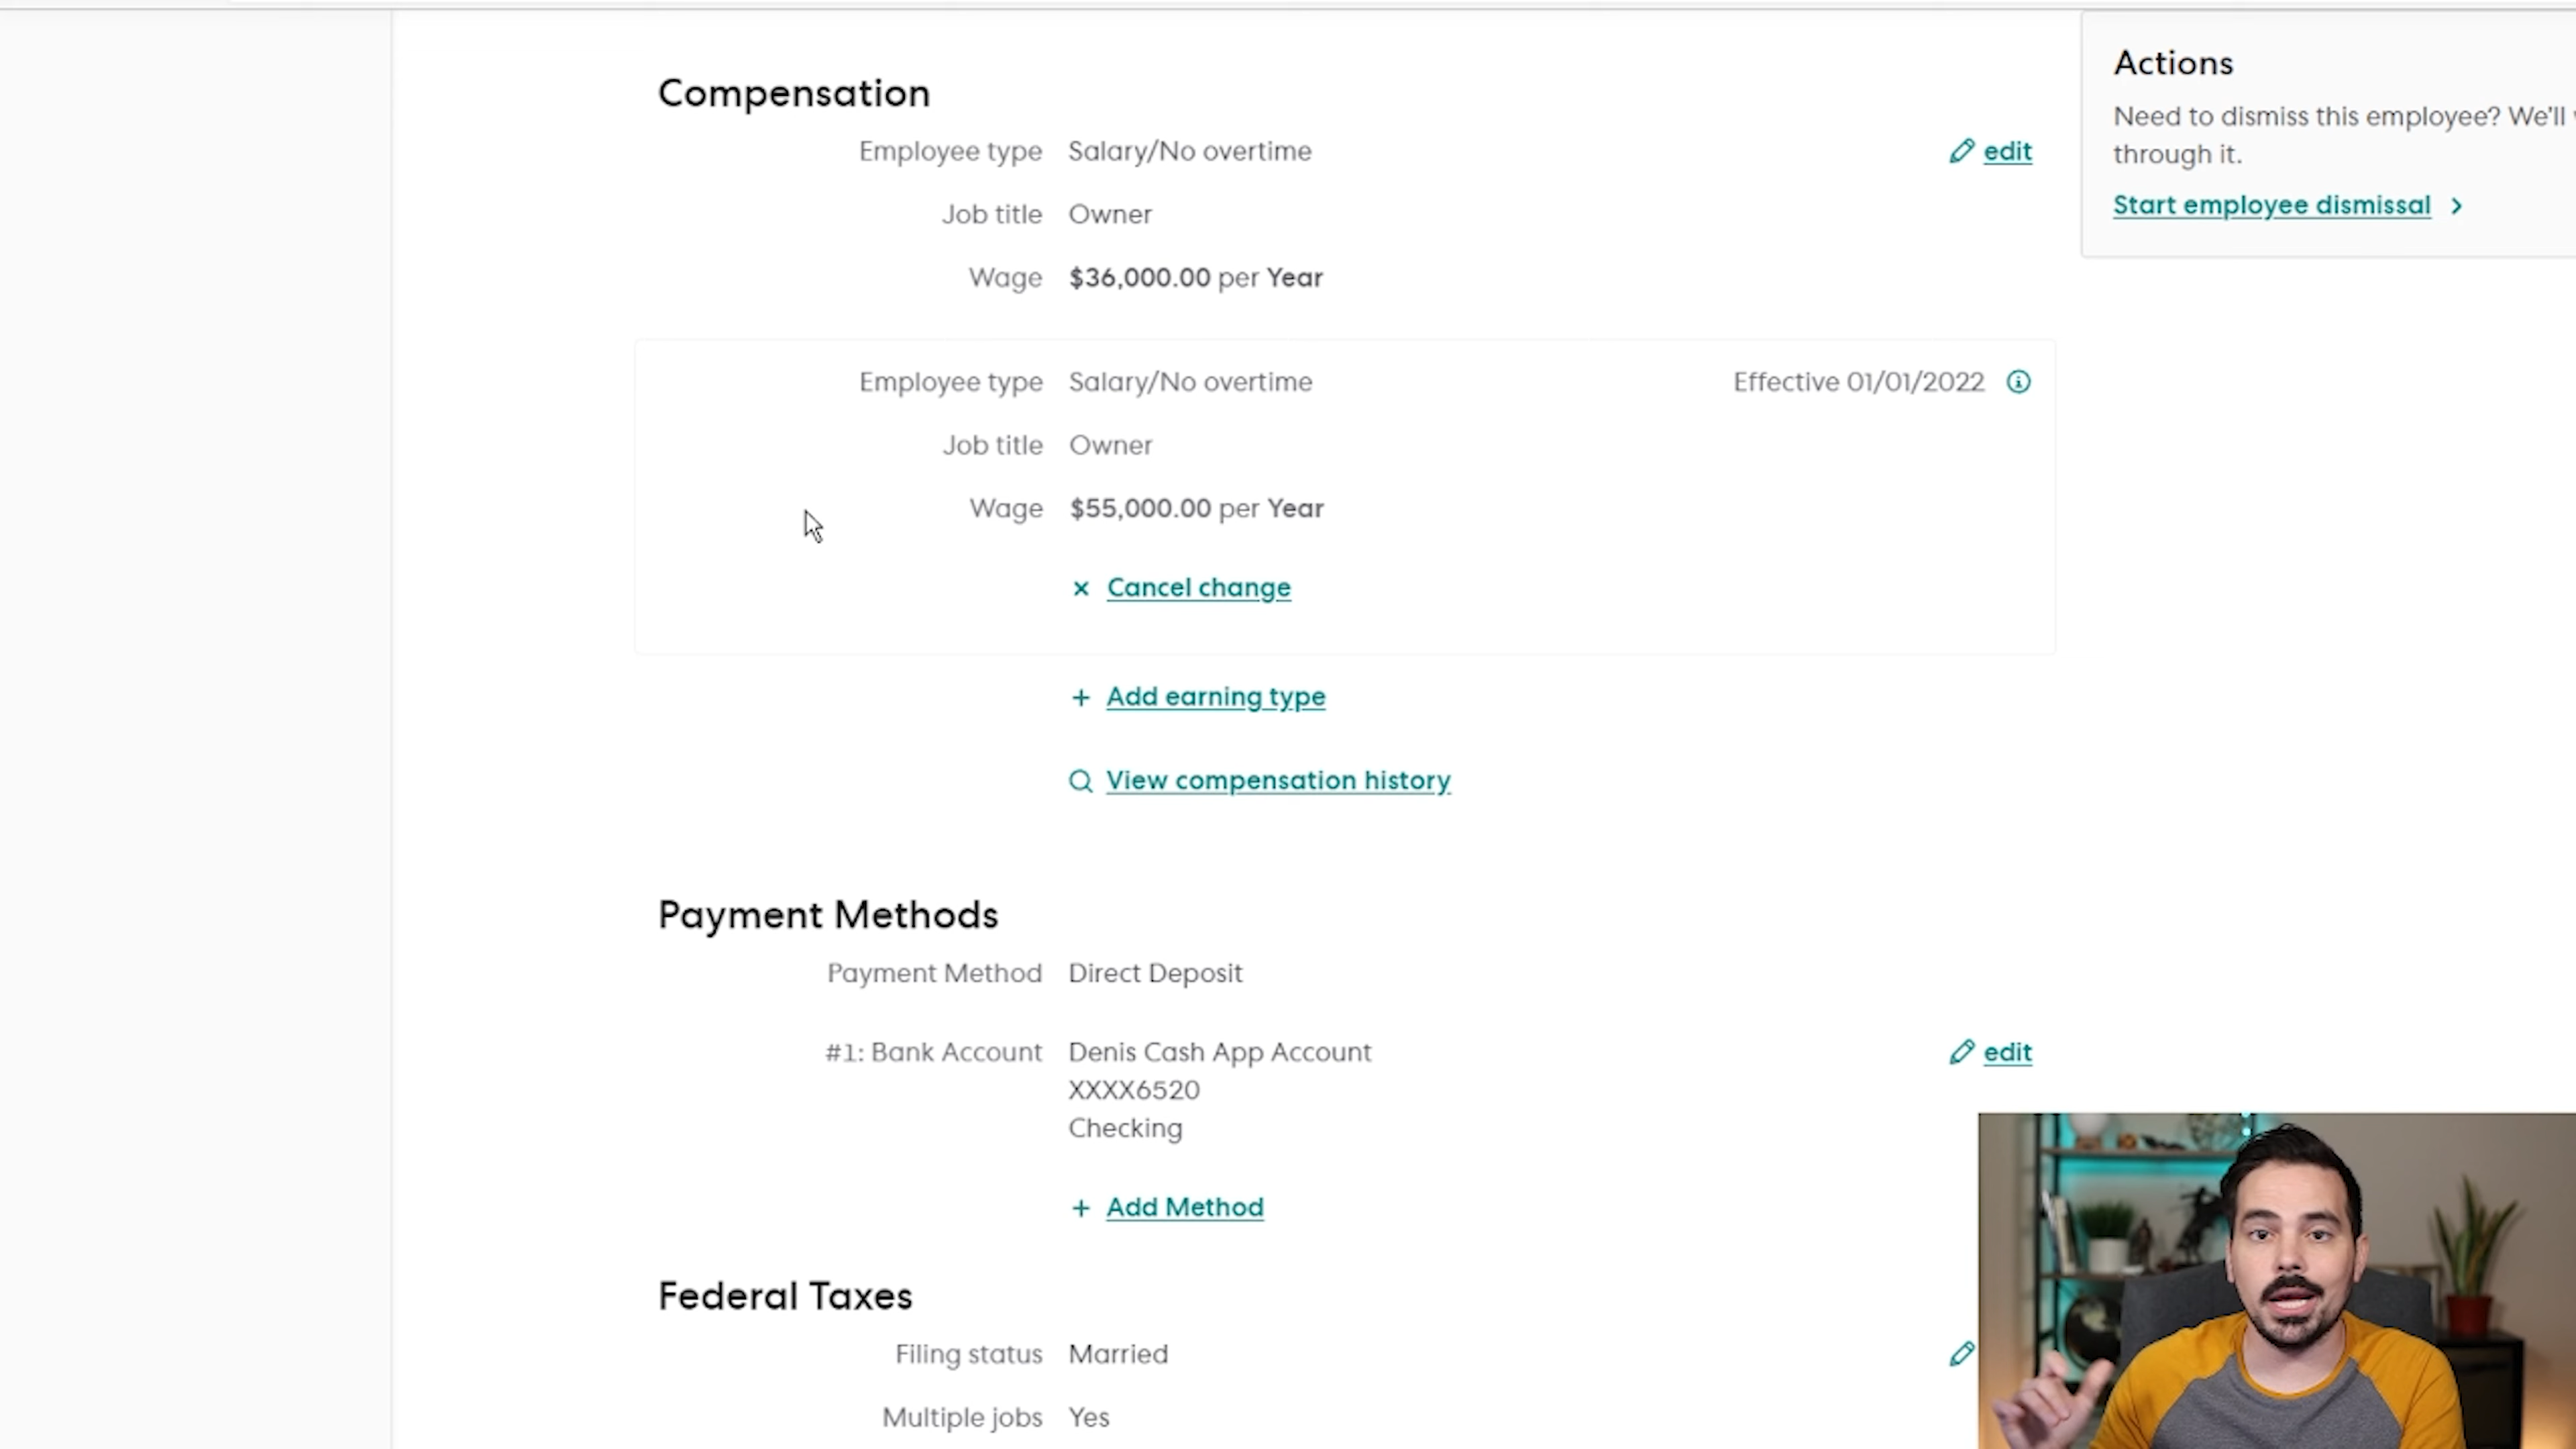 Compensation
Employee type Salary/No overtime
edit
Job title Owner
Wage $36,000.00 per Year
Employee type Salary/No overtime
Effective 01/01/2022
Job title Owner
Wage $55,000.00 per Year
× Cancel change
+ Add earning type
View compensation history
Payment Methods
Payment Method Direct Deposit
#1: Bank Account Denis Cash App Account
edit
XXXX6520
Checking
+ Add Method
Federal Taxes
Filing status Married
Multiple jobs Yes
Actions
Need to dismiss this employee? We'll
through it.
Start employee dismissal >